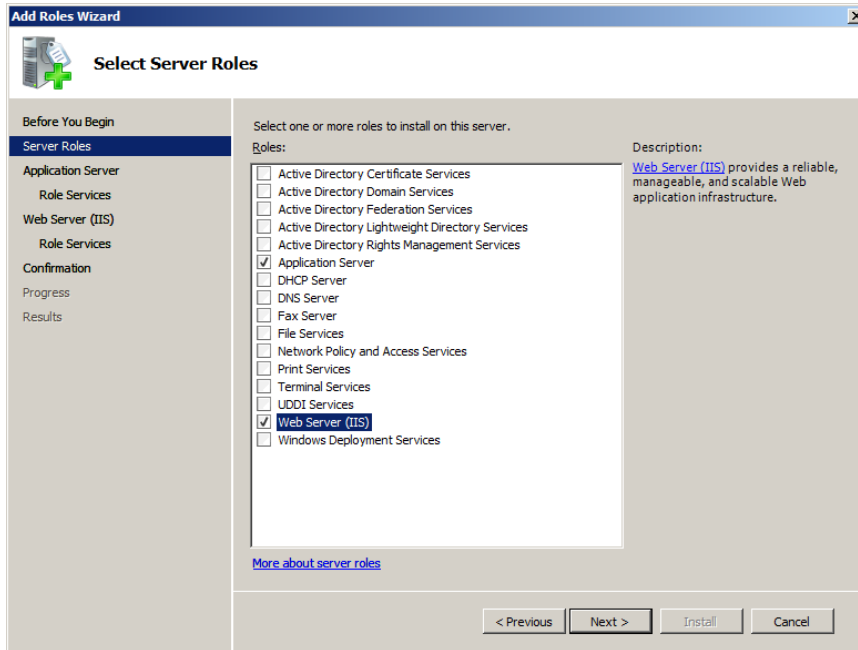 Add Roles Wizard
Select Server Roles
Before You Begin
Server Roles
Application Server
Role Services
Web Server (IIS)
Role Services
Confirmation
Progress
Results
Select one or more roles to install on this server.
Roles:
Active Directory Certificate Services
Active Directory Domain Services
Active Directory Federation Services
Active Directory Lightweight Directory Services
Active Directory Rights Management Services
Application Server
DHCP Server
DNS Server
Fax Server
File Services
Network Policy and Access Services
Print Services
Terminal Services
UDDI Services
Web Server (IIS)
Windows Deployment Services
More about server roles
Description:
Web Server (IIS) provides a reliable,
manageable, and scalable Web
application infrastructure.
< Previous
Next >
Install
Cancel